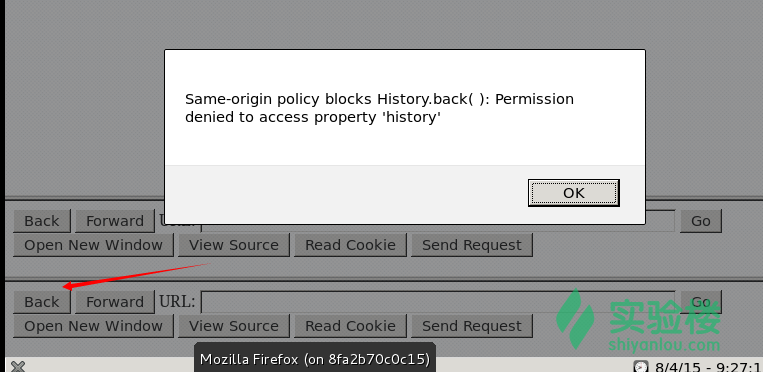 Same-origin policy blocks History.back( ): Permission
denied to access property 'history'
OK
Back Forward URL: Go
Open New Window View Source Read Cookie Send Request
Back Forward URL: Go
Open New Window View Source Read Cookie Send Request
实验楼
shiyanlou.com
Mozilla Firefox (on 8fa2b70c0c15)
8/4/15 - 9:27:1